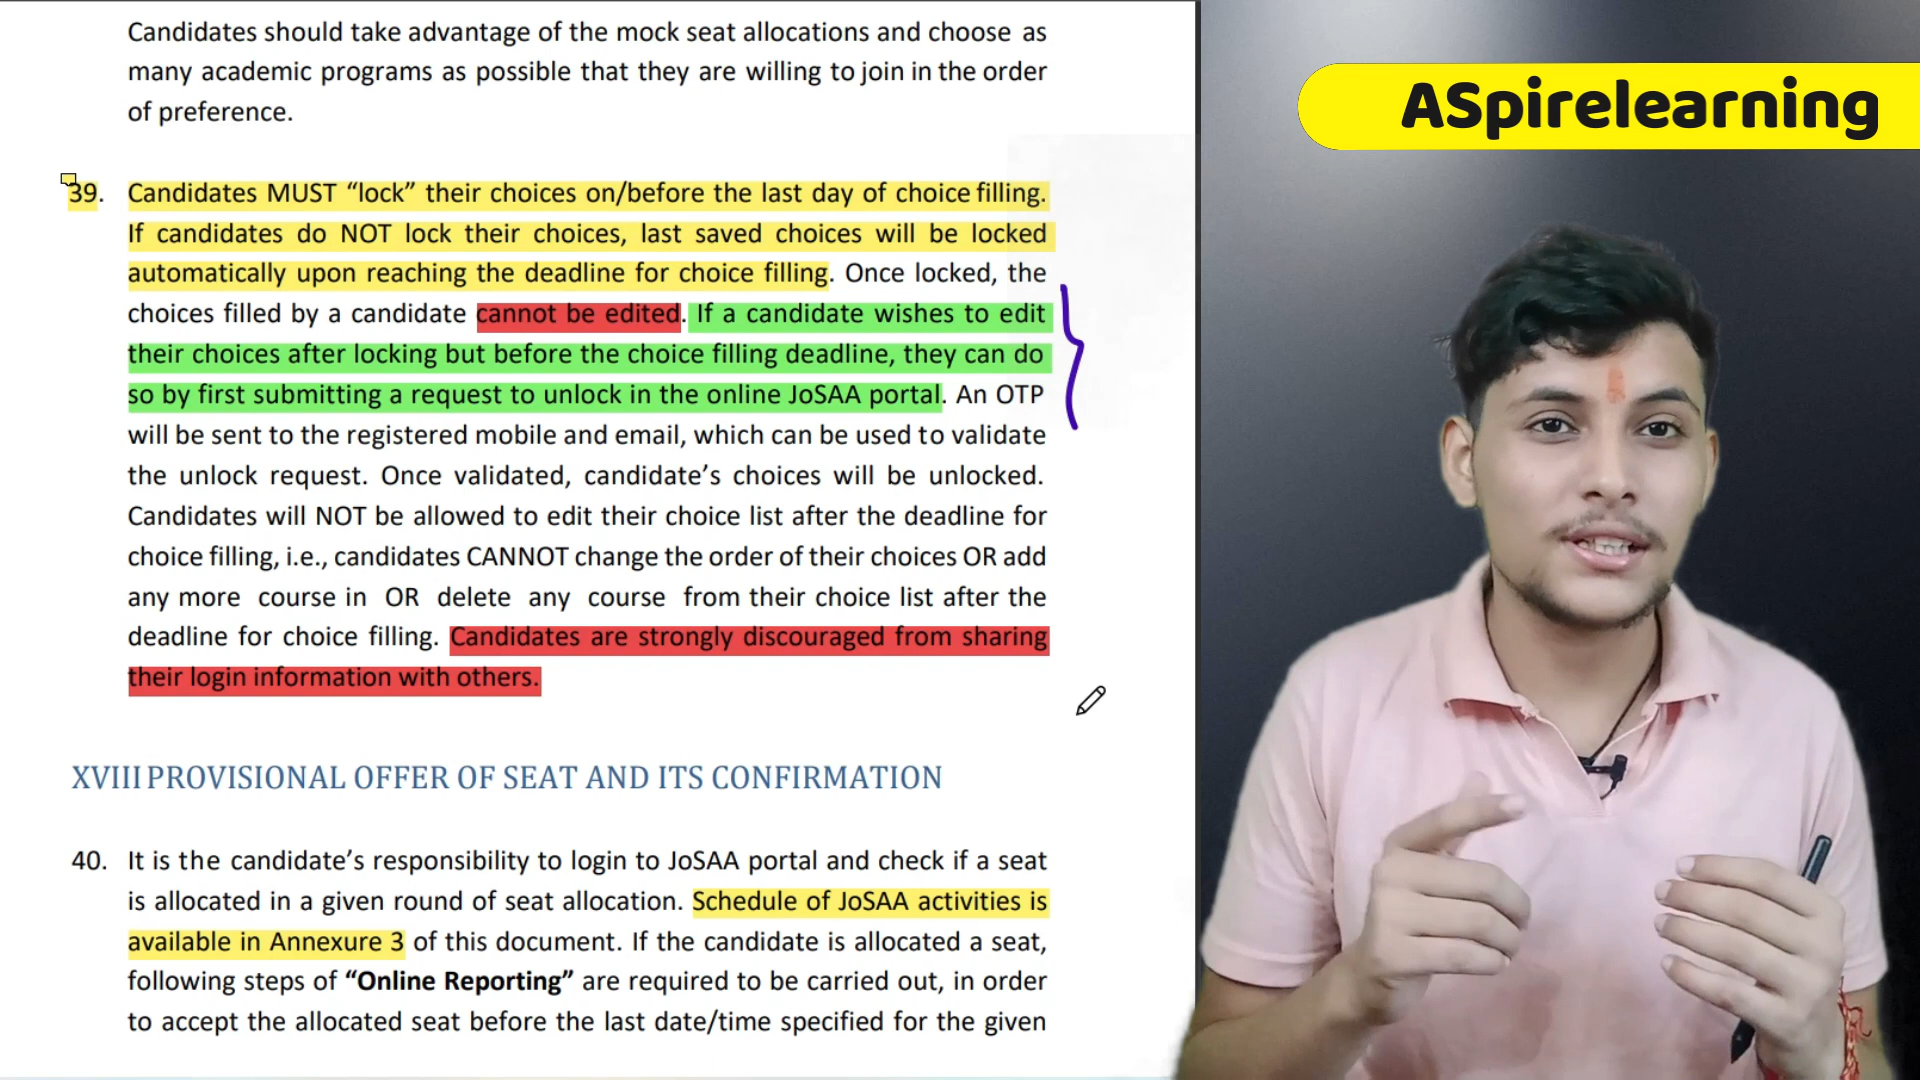 Candidates should take advantage of the mock seat allocations and choose as
many academic programs as possible that they are willing to join in the order
of preference.
39. Candidates MUST “lock” their choices on/before the last day of choice filling.
If candidates do NOT lock their choices, last saved choices will be locked
automatically upon reaching the deadline for choice filling. Once locked, the
choices filled by a candidate cannot be edited. If a candidate wishes to edit
their choices after locking but before the choice filling deadline, they can do
so by first submitting a request to unlock in the online JoSAA portal. An OTP
will be sent to the registered mobile and email, which can be used to validate
the unlock request. Once validated, candidate’s choices will be unlocked.
Candidates will NOT be allowed to edit their choice list after the deadline for
choice filling, i.e., candidates CANNOT change the order of their choices OR add
any more course in OR delete any course from their choice list after the
deadline for choice filling. Candidates are strongly discouraged from sharing
their login information with others.
XVIII PROVISIONAL OFFER OF SEAT AND ITS CONFIRMATION
40. It is the candidate’s responsibility to login to JoSAA portal and check if a seat
is allocated in a given round of seat allocation. Schedule of JoSAA activities is
available in Annexure 3 of this document. If the candidate is allocated a seat,
following steps of “Online Reporting” are required to be carried out, in order
to accept the allocated seat before the last date/time specified for the given
ASpirelearning